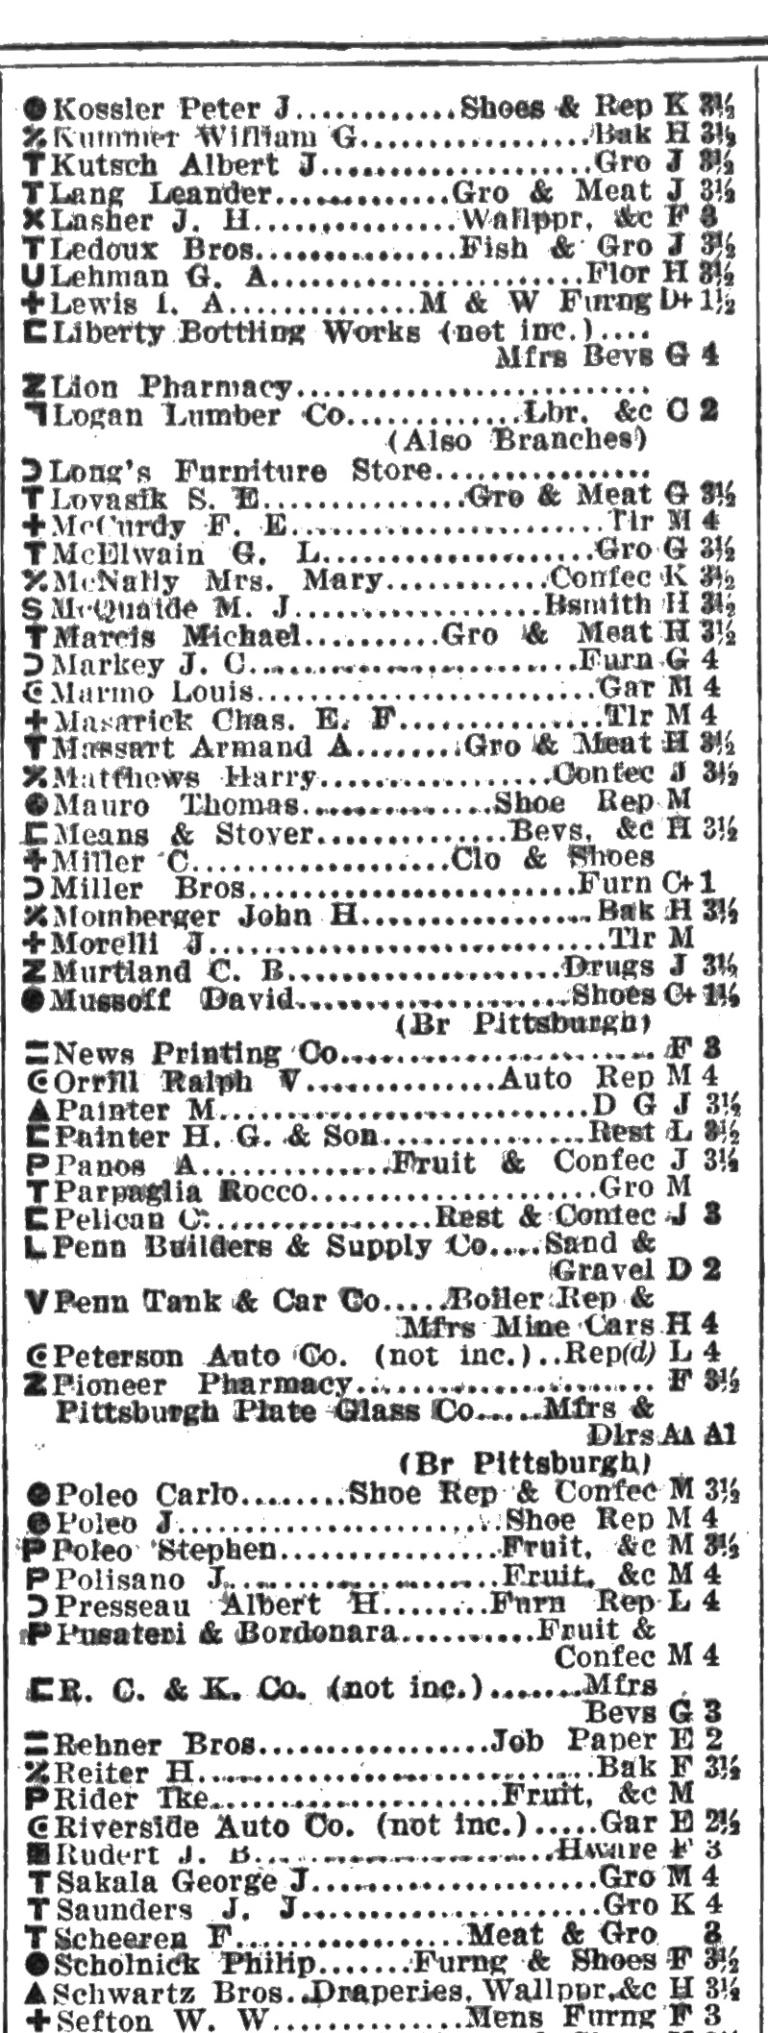 ● Kossler Peter J.............Shoes & Rep K 3½
✕ Kummer William G.................Bak H 3½
T Kutsch Albert J.....................Gro J 3½
T Lang Leander.............Gro & Meat J 3½
✕ Lasher J. H...............Wallppr, &c F 3
T Ledoux Bros................Fish & Gro J 3½
U Lehman G. A.......................Flor H 3½
+ Lewis I. A..............M & W Furng D+ 1½
⊏ Liberty Bottling Works (not inc.)....
Mfrs Bevs G 4
Z Lion Pharmacy..........................
ㄱ Logan Lumber Co.............Lbr, &c C 2
(Also Branches)
Ɔ Long's Furniture Store................
T Lovasik S. E...............Gro & Meat G 3½
+ McCurdy F. E.......................Tlr M 4
T McElwain G. L....................Gro G 3½
✕ McNally Mrs. Mary............Confec K 3½
S McQuaide M. J..................Bsmith H 3½
T Marcis Michael..........Gro & Meat H 3½
Ɔ Markey J. C........................Furn G 4
C Marmo Louis.........................Gar M 4
+ Masarick Chas. E. F...............Tlr M 4
T Massart Armand A........Gro & Meat H 3½
✕ Matthews Harry.................Confec J 3½
● Mauro Thomas..............Shoe Rep M
⊏ Means & Stover..............Bevs, &c H 3½
+ Miller C...................Clo & Shoes
Ɔ Miller Bros........................Furn C+ 1
✕ Momberger John H.................Bak H 3½
+ Morelli J.............................Tlr M
Z Murtland C. B....................Drugs J 3½
● Mussoff David....................Shoes C+ 1½
(Br Pittsburgh)
= News Printing Co....................... F 3
C Orrill Ralph V..............Auto Rep M 4
▲ Painter M...........................D G J 3½
⊏ Painter H. G. & Son...............Rest L 3½
P Panos A..............Fruit & Confec J 3½
T Parpaglia Rocco.....................Gro M
⊏ Pelican C................Rest & Confec J 3
L Penn Builders & Supply Co....Sand &
Gravel D 2
V Penn Tank & Car Co.....Boiler Rep &
Mfrs Mine Cars H 4
C Peterson Auto Co. (not inc.)..Rep(d) L 4
Z Pioneer Pharmacy...................... F 3½
Pittsburgh Plate Glass Co.....Mfrs &
Dlrs AA A1
(Br Pittsburgh)
● Poleo Carlo........Shoe Rep & Confec M 3½
● Poleo J........................Shoe Rep M 4
P Poleo Stephen................Fruit, &c M 3½
P Polisano J....................Fruit, &c M 4
Ɔ Presseau Albert H........Furn Rep L 4
P Pusateri & Bordonara..........Fruit &
Confec M 4
⊏ R. C. & K. Co. (not inc.).......Mfrs
Bevs G 3
= Rehner Bros.................Job Paper E 2
✕ Reiter H.............................Bak F 3½
P Rider Ike.....................Fruit, &c M
C Riverside Auto Co. (not inc.).....Gar E 2½
▦ Rudert J. B......................Hware F 3
T Sakala George J.....................Gro M 4
T Saunders J. J......................Gro K 4
T Scheeren F.................Meat & Gro 3
● Scholnick Philip.......Furng & Shoes F 3½
▲ Schwartz Bros..Draperies, Wallppr,&c H 3½
+ Sefton W. W..............Mens Furng F 3